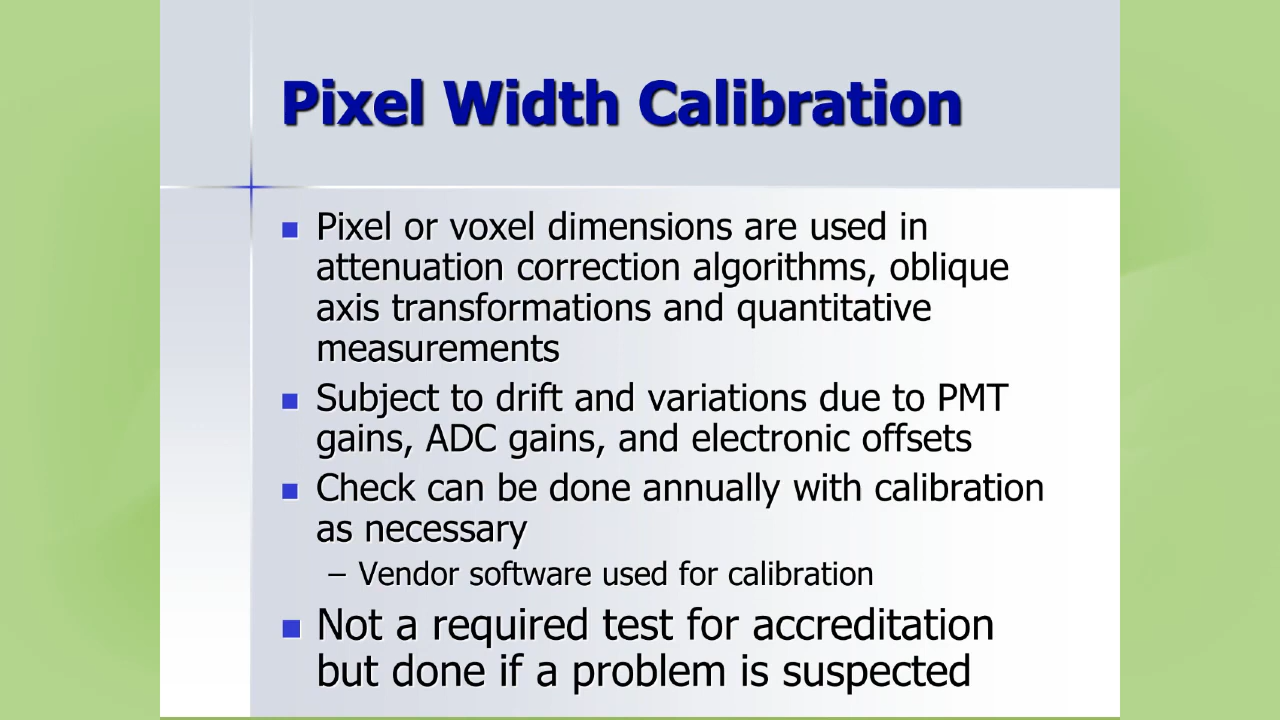 Pixel Width Calibration
Pixel or voxel dimensions are used in
attenuation correction algorithms, oblique
axis transformations and quantitative
measurements
Subject to drift and variations due to PMT
gains, ADC gains, and electronic offsets
Check can be done annually with calibration
as necessary
– Vendor software used for calibration
Not a required test for accreditation
but done if a problem is suspected